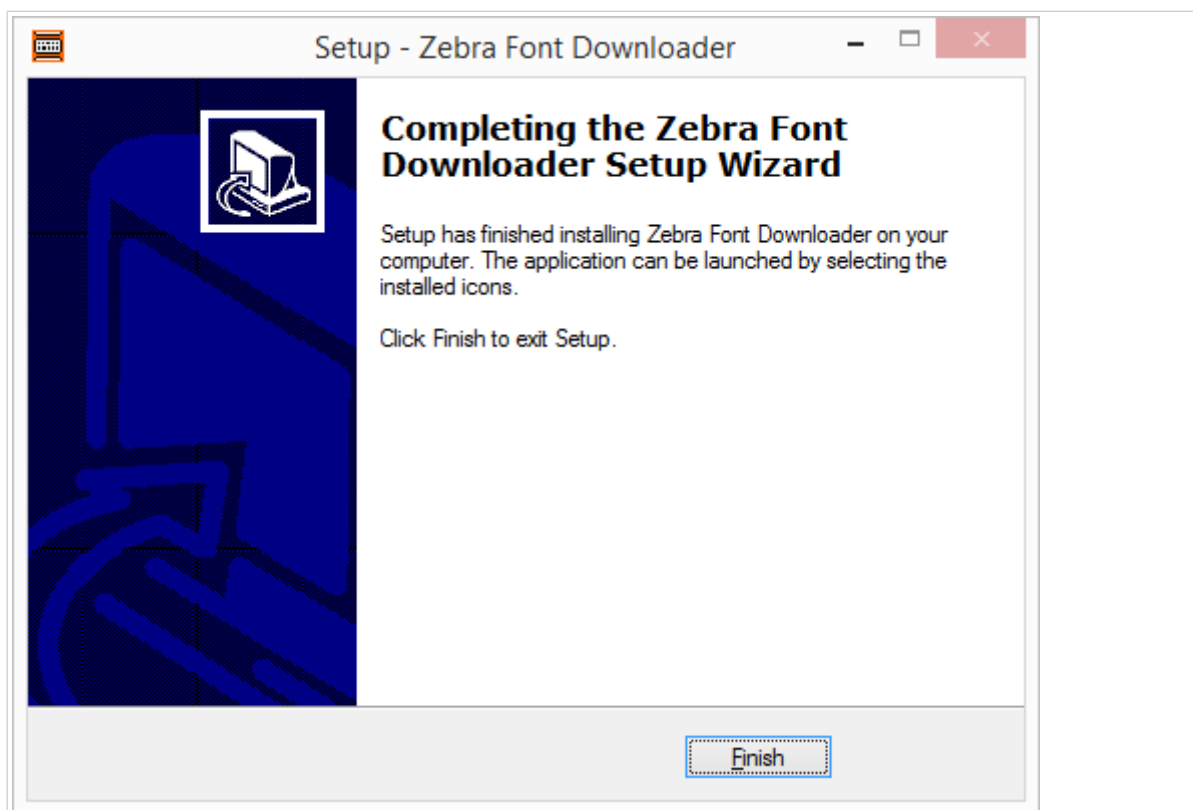 Setup - Zebra Font Downloader
Completing the Zebra Font
Downloader Setup Wizard
Setup has finished installing Zebra Font Downloader on your
computer. The application can be launched by selecting the
installed icons.
Click Finish to exit Setup.
Finish